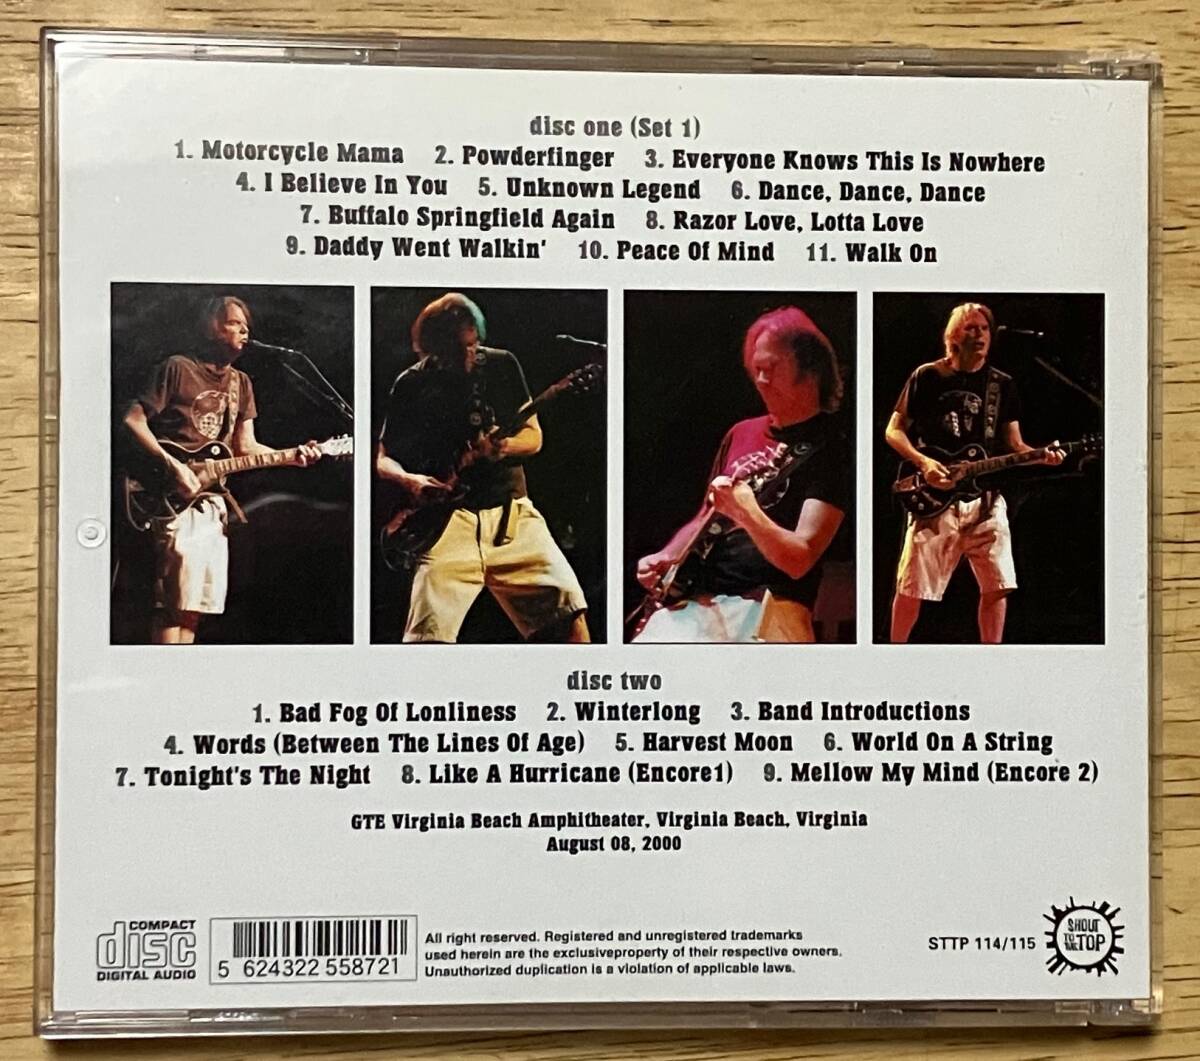 disc one (Set 1)
1. Motorcycle Mama 2. Powderfinger 3. Everyone Knows This Is Nowhere
4. I Believe In You 5. Unknown Legend 6. Dance, Dance, Dance
7. Buffalo Springfield Again 8. Razor Love, Lotta Love
9. Daddy Went Walkin' 10. Peace Of Mind 11. Walk On
disc two
1. Bad Fog Of Lonliness 2. Winterlong 3. Band Introductions
4. Words (Between The Lines Of Age) 5. Harvest Moon 6. World On A String
7. Tonight's The Night 8. Like A Hurricane (Encore1) 9. Mellow My Mind (Encore 2)
GTE Virginia Beach Amphitheater, Virginia Beach, Virginia
August 08, 2000
COMPACT
disc
DIGITAL AUDIO
5 624322 558721
All right reserved. Registered and unregistered trademarks
used herein are the exclusiveproperty of their respective owners.
Unauthorized duplication is a violation of applicable laws.
STTP 114/115
SHOUT
TO THE TOP